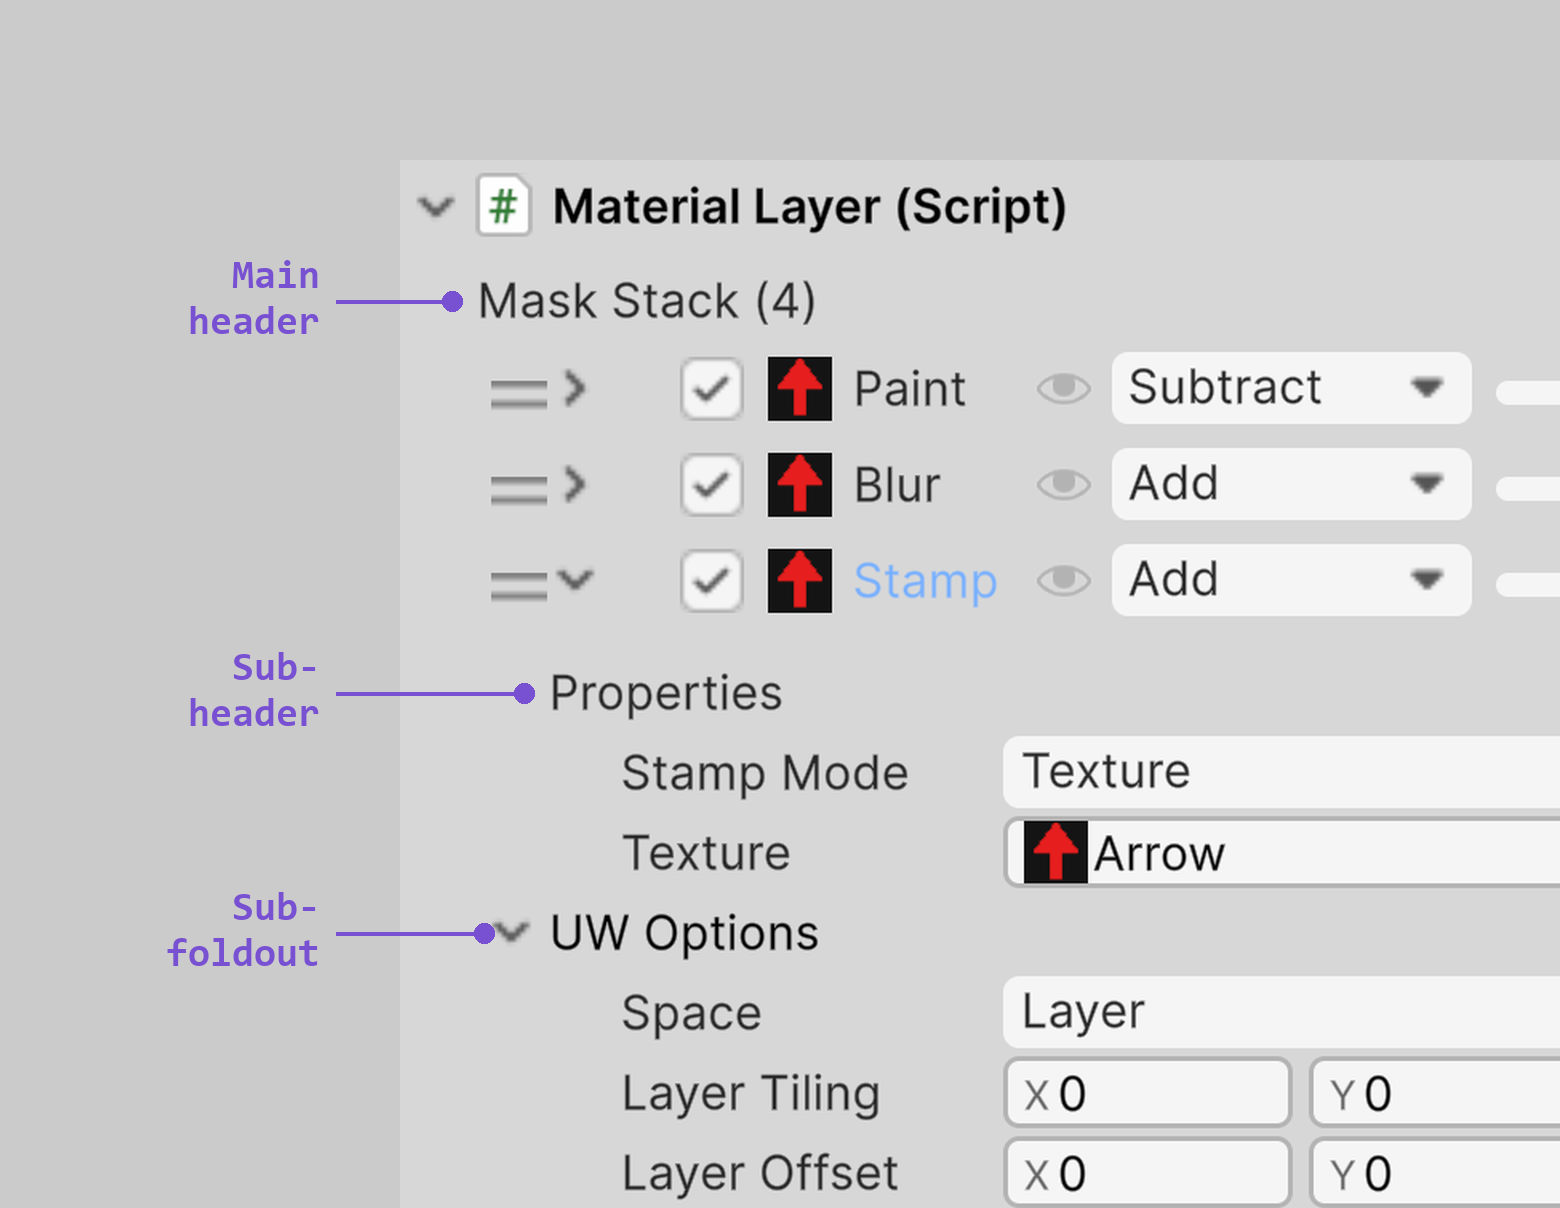 # Material Layer (Script)
Main
header
Mask Stack (4)
Paint Subtract
Blur Add
Stamp Add
Sub-
header
Properties
Stamp Mode Texture
Texture Arrow
Sub-
foldout
UW Options
Space Layer
Layer Tiling X 0 Y 0
Layer Offset X 0 Y 0